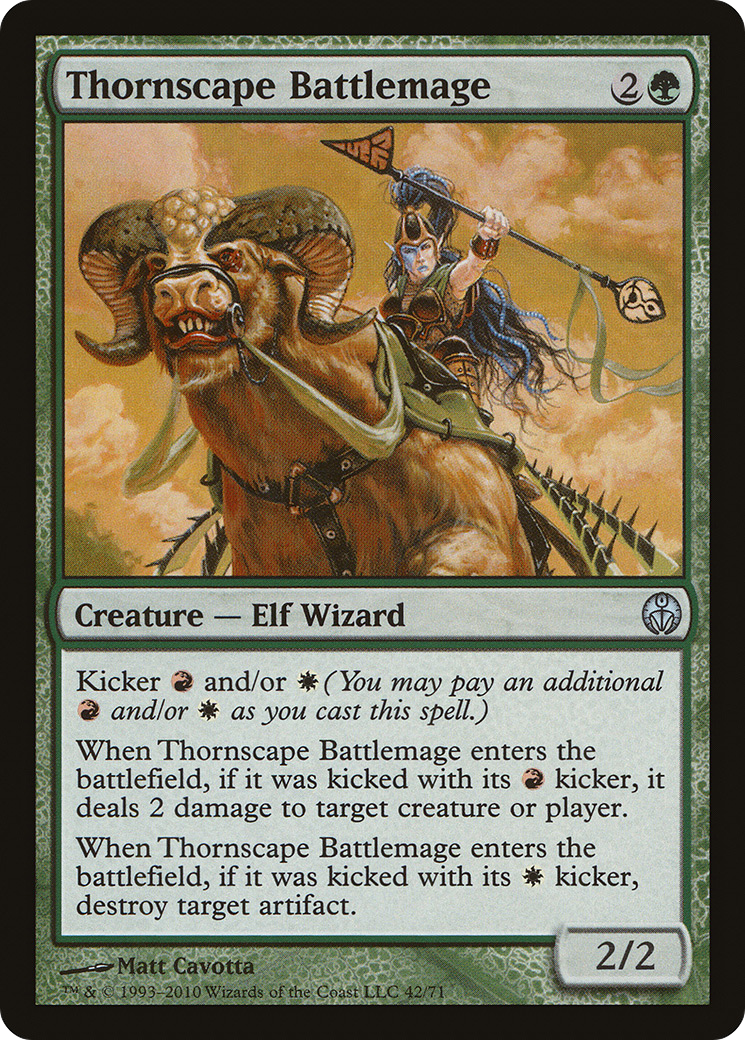 Thornscape Battlemage 2
Creature — Elf Wizard
Kicker and/or (You may pay an additional
and/or as you cast this spell.)
When Thornscape Battlemage enters the
battlefield, if it was kicked with its kicker, it
deals 2 damage to target creature or player.
When Thornscape Battlemage enters the
battlefield, if it was kicked with its kicker,
destroy target artifact.
2/2
Matt Cavotta
™ & © 1993–2010 Wizards of the Coast LLC 42/71